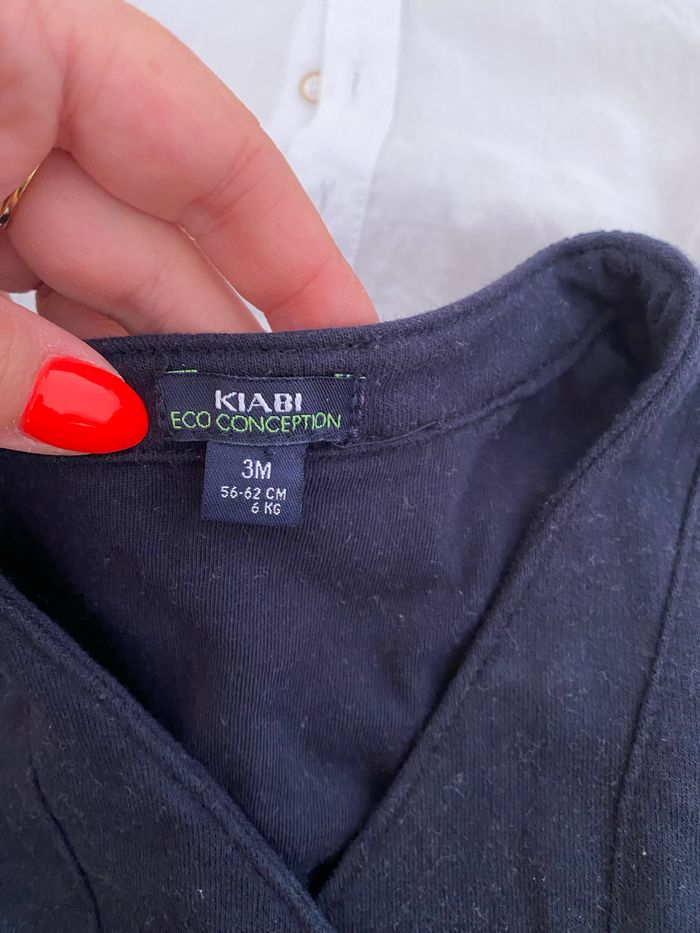 KIABI
ECO CONCEPTION
3M
56-62 CM
6 KG